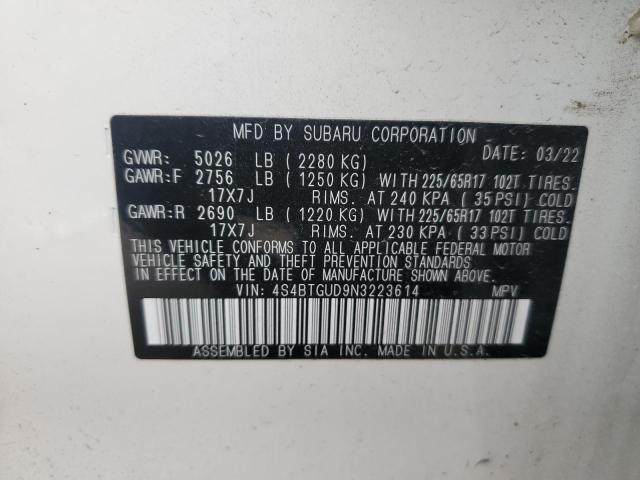 MFD BY SUBARU CORPORATION
GVWR: 5026 LB (2280 KG) DATE: 03/22
GAWR:F 2756 LB (1250 KG) WITH 225/65R17 102T TIRES.
17X7J RIMS. AT 240 KPA (35 PSI) COLD
GAWR:R 2690 LB (1220 KG) WITH 225/65R17 102T TIRES.
17X7J RIMS. AT 230 KPA (33 PSI) COLD
THIS VEHICLE CONFORMS TO ALL APPLICABLE FEDERAL MOTOR
VEHICLE SAFETY AND THEFT PREVENTION STANDARDS
IN EFFECT ON THE DATE OF MANUFACTURE SHOWN ABOVE.
VIN: 4S4BTGUD9N3223614 MPV
ASSEMBLED BY SIA INC. MADE IN U.S.A.